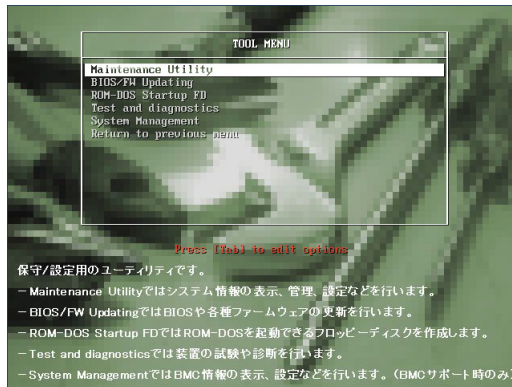 TOOL MENU
Maintenance Utility
BIOS/FW Updating
ROM-DOS Startup FD
Test and diagnostics
System Management
Return to previous menu
Press [Tab] to edit options
保守/設定用のユーティリティです。
－Maintenance Utilityではシステム情報の表示、管理、設定などを行います。
－BIOS/FW UpdatingではBIOSや各種ファームウェアの更新を行います。
－ROM-DOS Startup FDではROM-DOSを起動できるフロッピーディスクを作成します。
－Test and diagnosticsでは装置の試験や診断を行います。
－System ManagementではBMC情報の表示、設定などを行います。（BMCサポート時のみ）